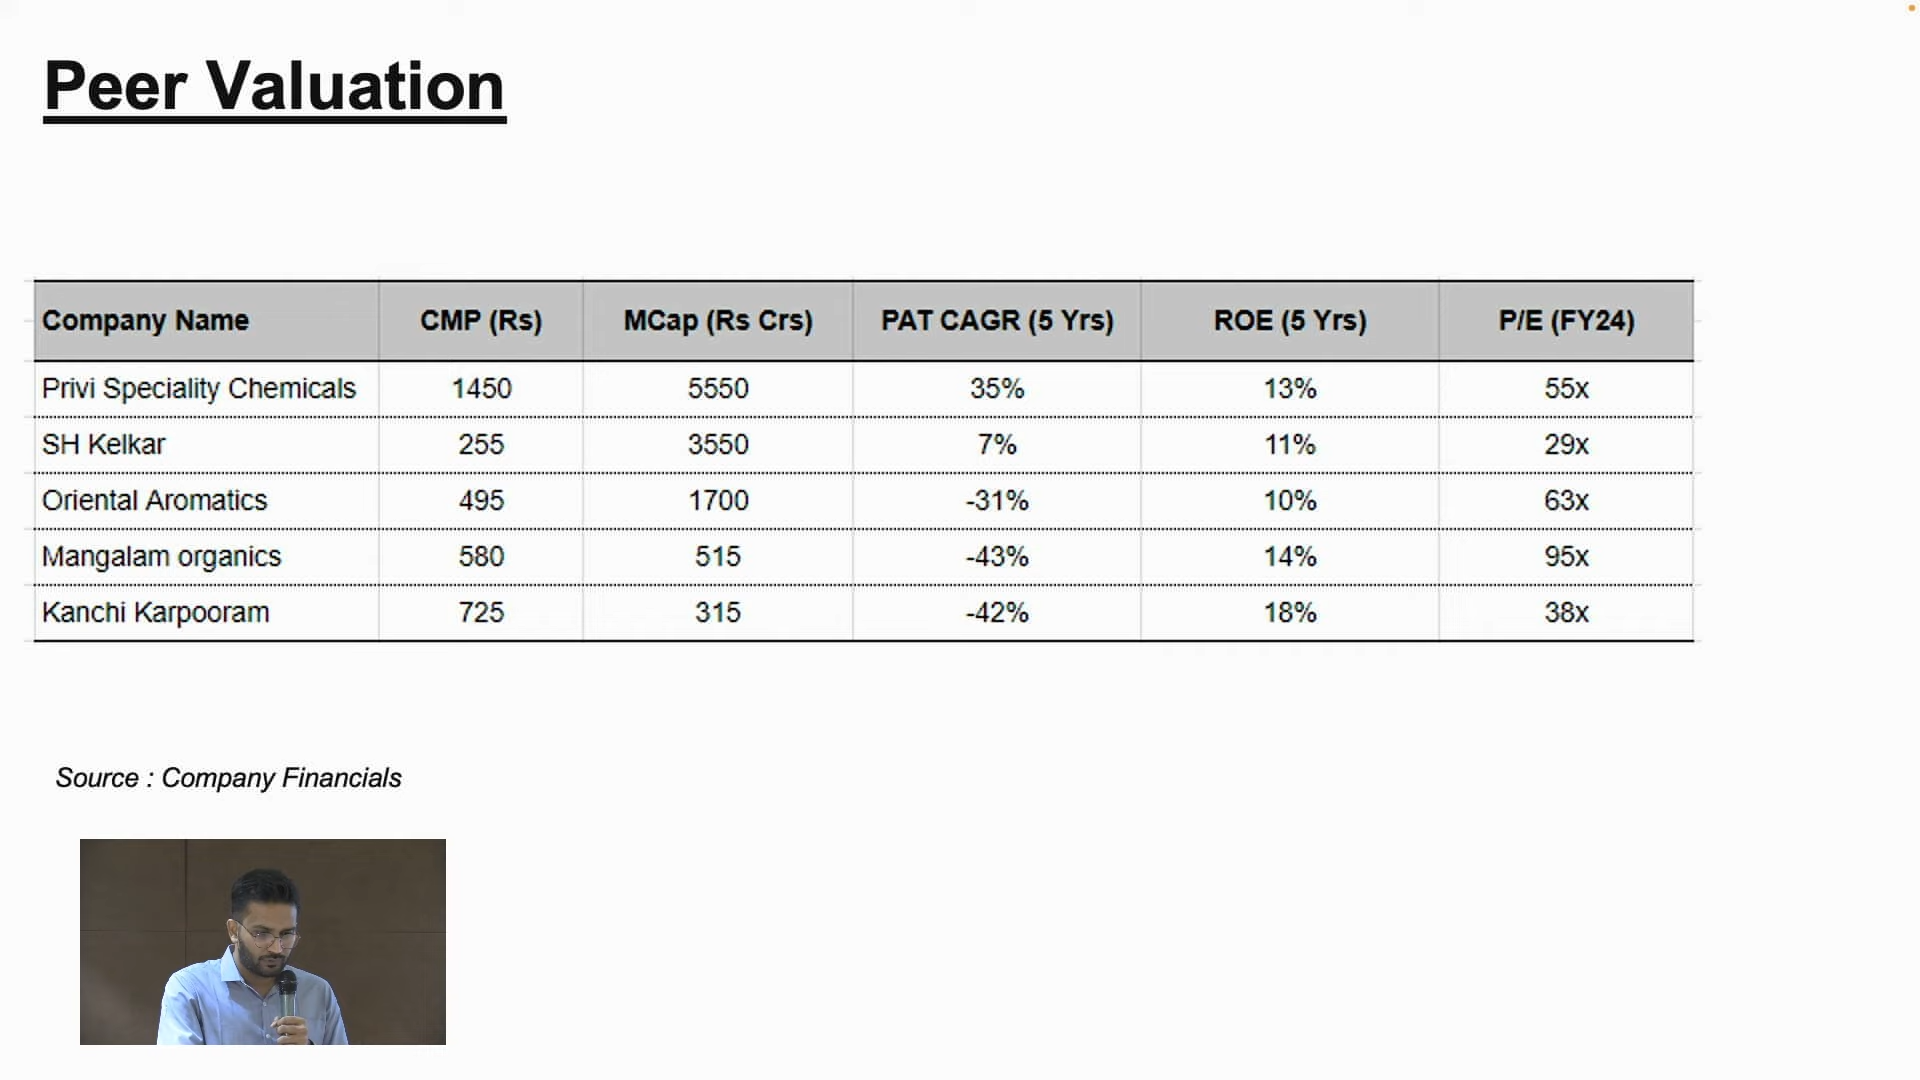 Peer Valuation
Company Name CMP (Rs) MCap (Rs Crs) PAT CAGR (5 Yrs) ROE (5 Yrs) P/E (FY24)
Privi Speciality Chemicals 1450 5550 35% 13% 55x
SH Kelkar 255 3550 7% 11% 29x
Oriental Aromatics 495 1700 -31% 10% 63x
Mangalam organics 580 515 -43% 14% 95x
Kanchi Karpooram 725 315 -42% 18% 38x
Source : Company Financials